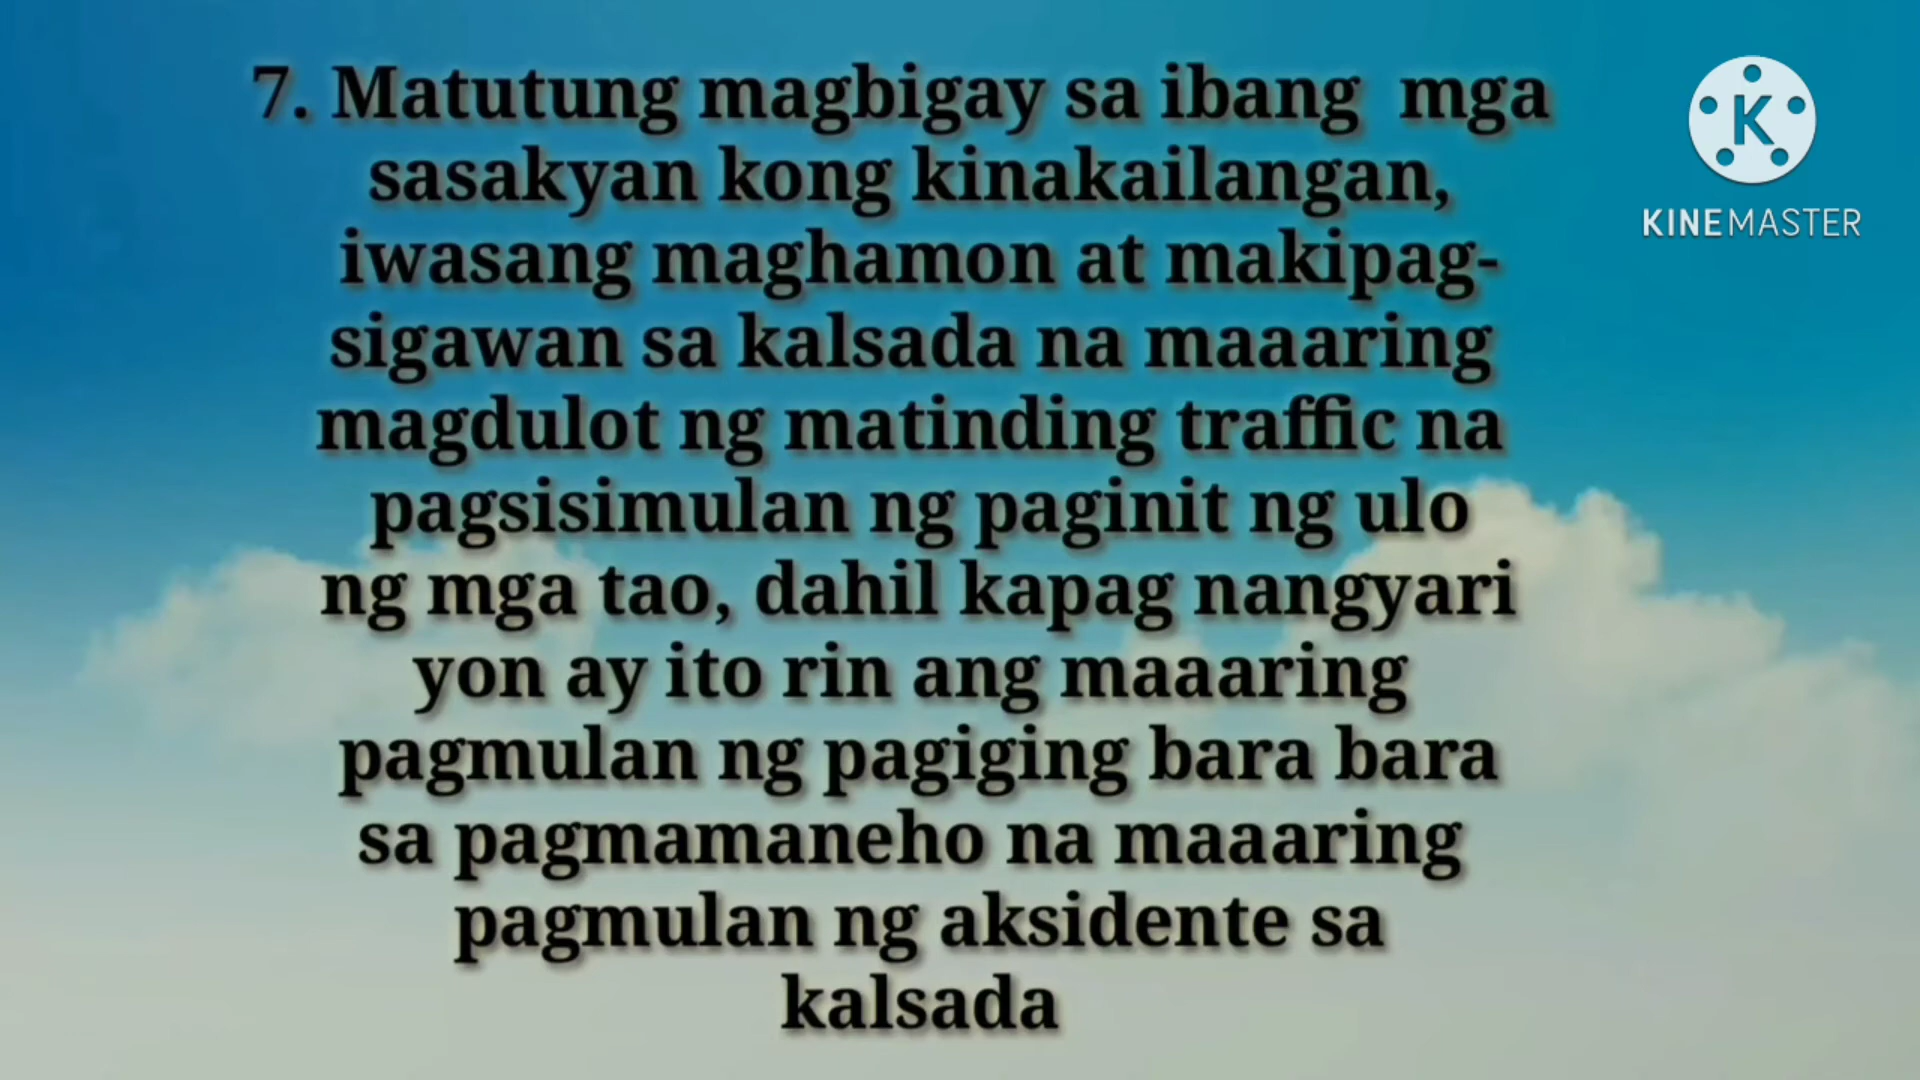 7. Matutung magbigay sa ibang  mga
sasakyan kong kinakailangan,
iwasang maghamon at makipag-
sigawan sa kalsada na maaaring
magdulot ng matinding traffic na
pagsisimulan ng paginit ng ulo
ng mga tao, dahil kapag nangyari
yon ay ito rin ang maaaring
pagmulan ng pagiging bara bara
sa pagmamaneho na maaaring
pagmulan ng aksidente sa
kalsada
K
KINEMASTER